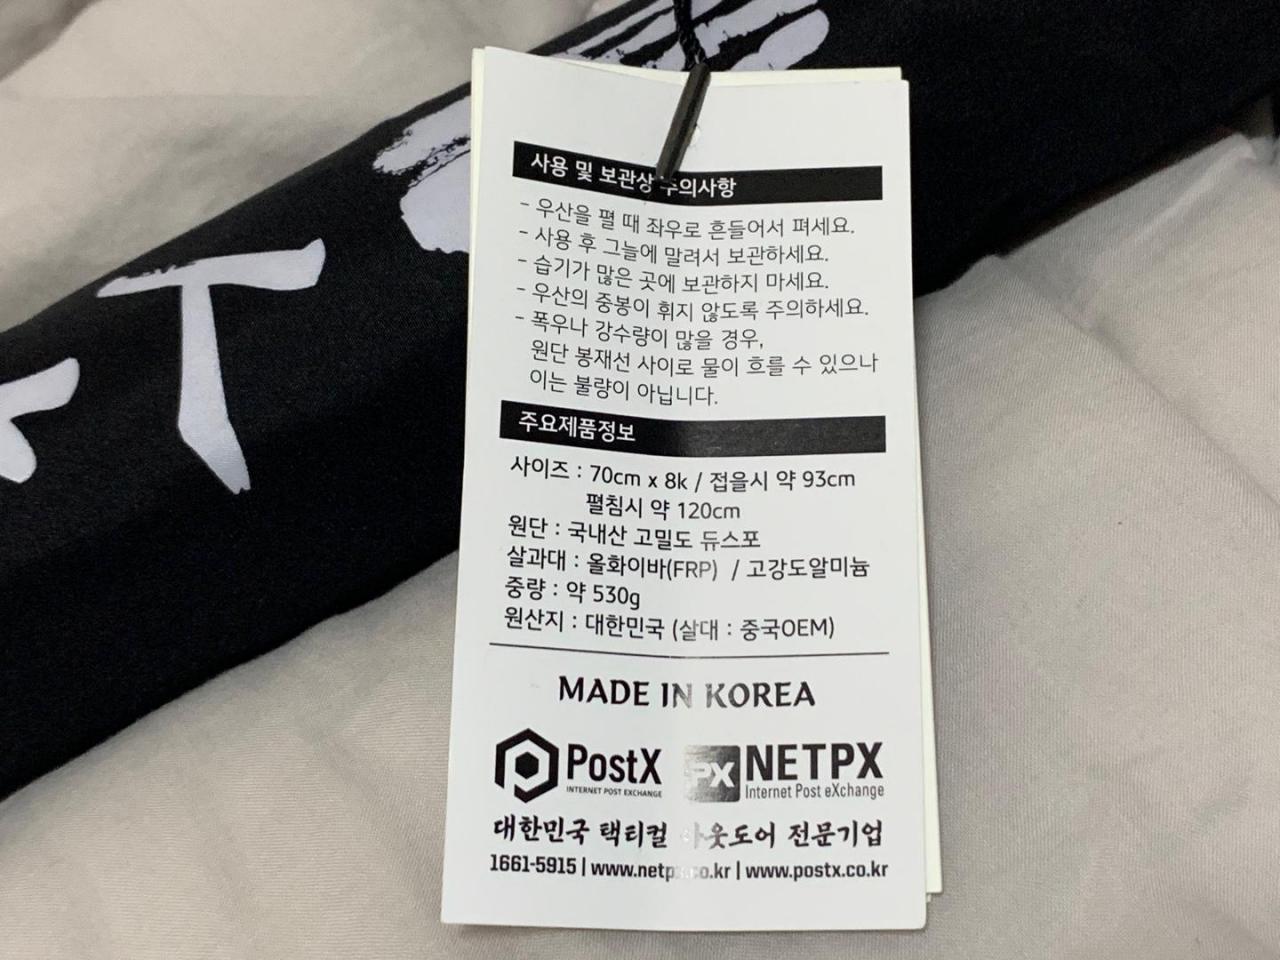 사용 및 보관상 주의사항
- 우산을 펼 때 좌우로 흔들어서 펴세요.
- 사용 후 그늘에 말려서 보관하세요.
- 습기가 많은 곳에 보관하지 마세요.
- 우산의 중봉이 휘지 않도록 주의하세요.
- 폭우나 강수량이 많을 경우,
원단 봉재선 사이로 물이 흐를 수 있으나
이는 불량이 아닙니다.
주요제품정보
사이즈 : 70cm x 8k / 접을시 약 93cm
펼침시 약 120cm
원단 : 국내산 고밀도 듀스포
살과대 : 올화이바(FRP) / 고강도알미늄
중량 : 약 530g
원산지 : 대한민국 (살대 : 중국OEM)
MADE IN KOREA
PostX
INTERNET POST EXCHANGE
PX NETPX
Internet Post eXchange
대한민국 택티컬 아웃도어 전문기업
1661-5915 | www.netpx.co.kr | www.postx.co.kr